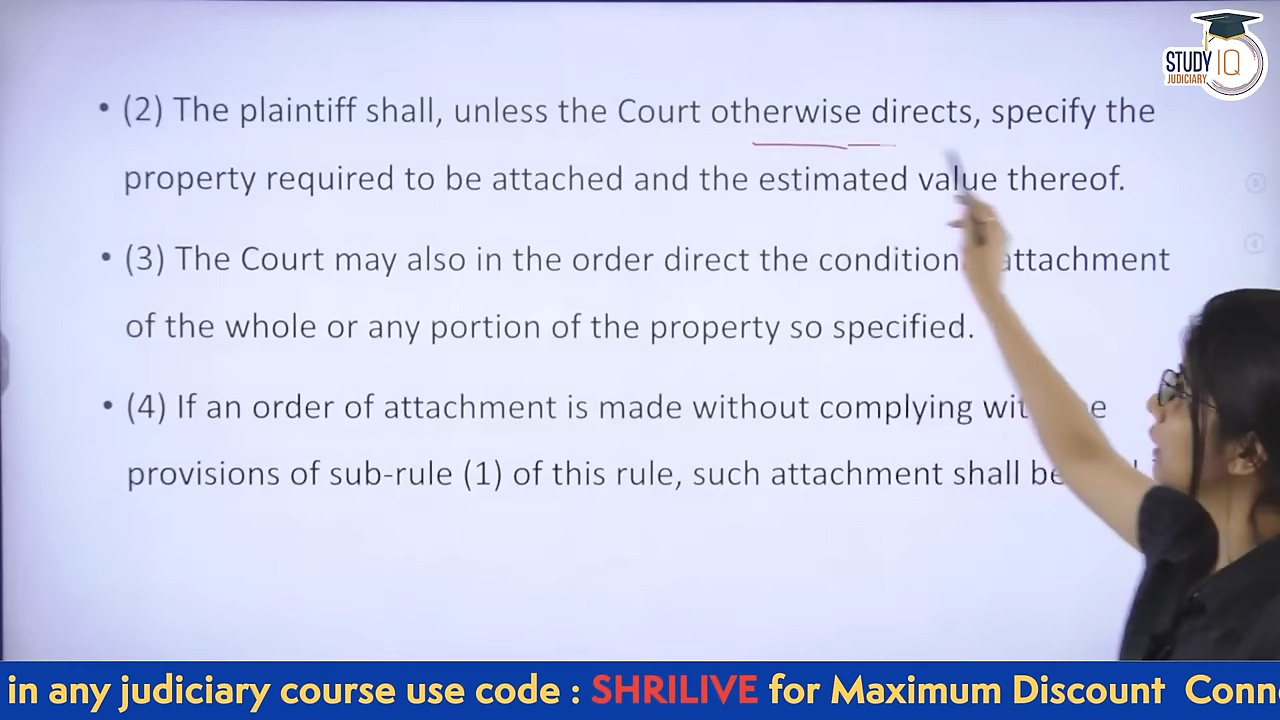 STUDY IQ
JUDICIARY
• (2) The plaintiff shall, unless the Court otherwise directs, specify the
property required to be attached and the estimated value thereof.
• (3) The Court may also in the order direct the condition attachment
of the whole or any portion of the property so specified.
• (4) If an order of attachment is made without complying
provisions of sub-rule (1) of this rule, such attachment shall be
in any judiciary course use code : SHRILIVE for Maximum Discount